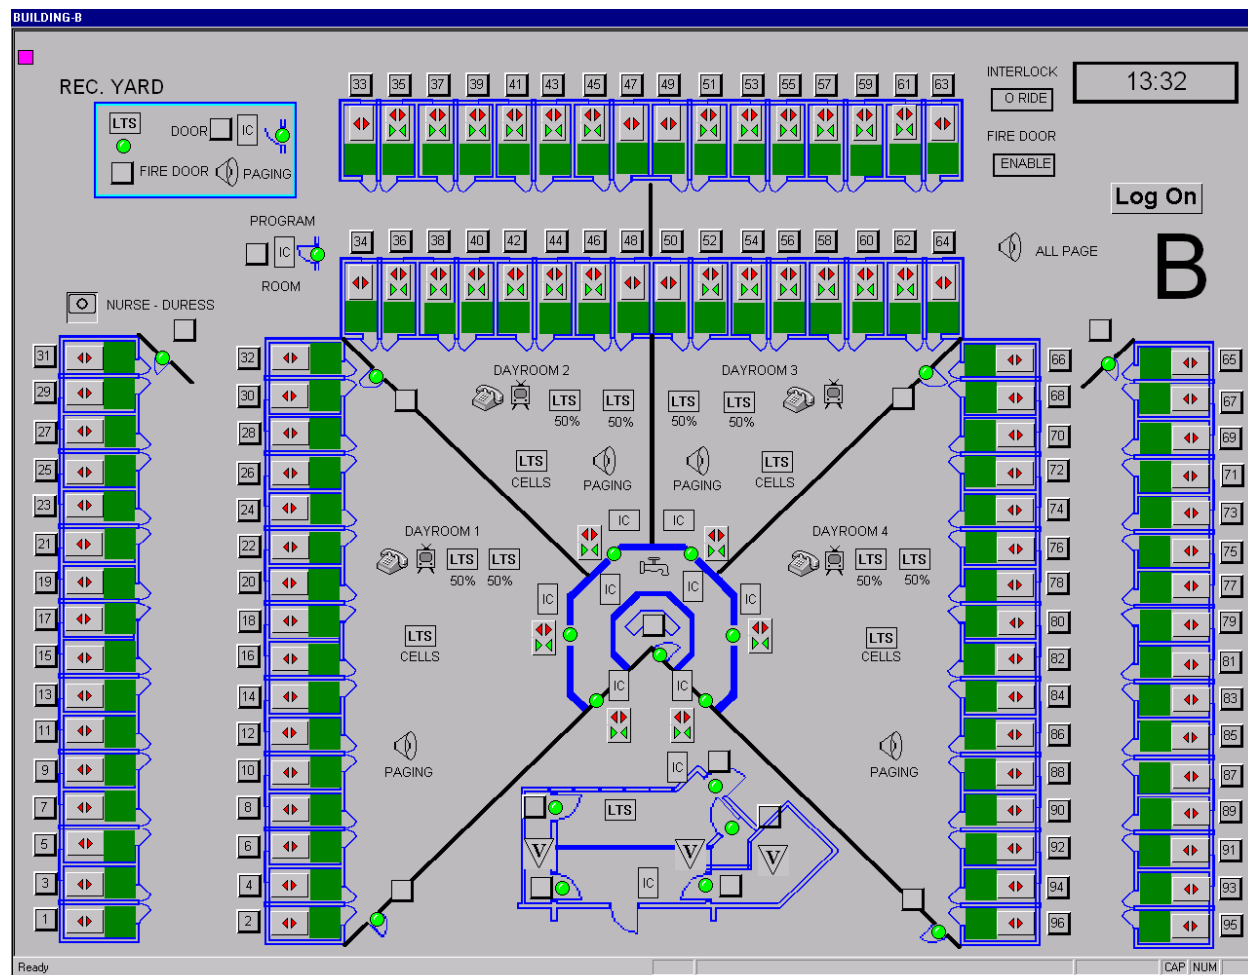 BUILDING-B
REC. YARD
LTS
DOOR
IC
FIRE DOOR
PAGING
33 35 37 39 41 43 45 47 49 51 53 55 57 59 61 63
INTERLOCK
O RIDE
13:32
FIRE DOOR
ENABLE
Log On
PROGRAM
IC
ROOM
34 36 38 40 42 44 46 48 50 52 54 56 58 60 62 64
ALL PAGE
B
NURSE - DURESS
31
29
27
25
23
21
19
17
15
13
11
9
7
5
3
1
32
30
28
26
24
22
20
18
16
14
12
10
8
6
4
2
DAYROOM 2
LTS LTS
50% 50%
LTS
CELLS
PAGING
DAYROOM 3
LTS LTS
50% 50%
PAGING
LTS
CELLS
IC IC
DAYROOM 1
LTS LTS
50% 50%
LTS
CELLS
PAGING
DAYROOM 4
LTS LTS
50% 50%
LTS
CELLS
PAGING
IC IC IC IC
IC IC
IC
LTS
V V V
IC
66
68
70
72
74
76
78
80
82
84
86
88
90
92
94
96
65
67
69
71
73
75
77
79
81
83
85
87
89
91
93
95
Ready
CAP NUM